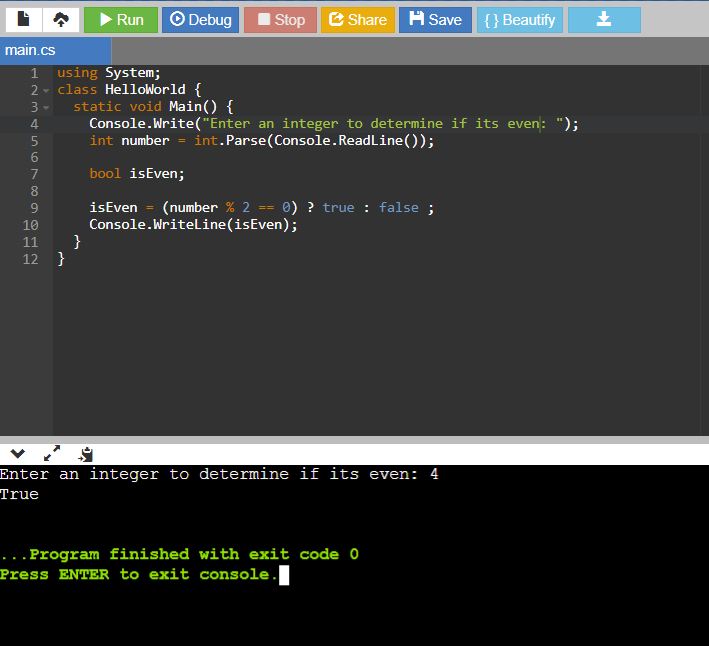 Run Debug Stop Share Save { } Beautify
main.cs
1 using System;
2 class HelloWorld {
3   static void Main() {
4     Console.Write("Enter an integer to determine if its even: ");
5     int number = int.Parse(Console.ReadLine());
6
7     bool isEven;
8
9     isEven = (number % 2 == 0) ? true : false ;
10     Console.WriteLine(isEven);
11   }
12 }
Enter an integer to determine if its even: 4
True
...Program finished with exit code 0
Press ENTER to exit console.